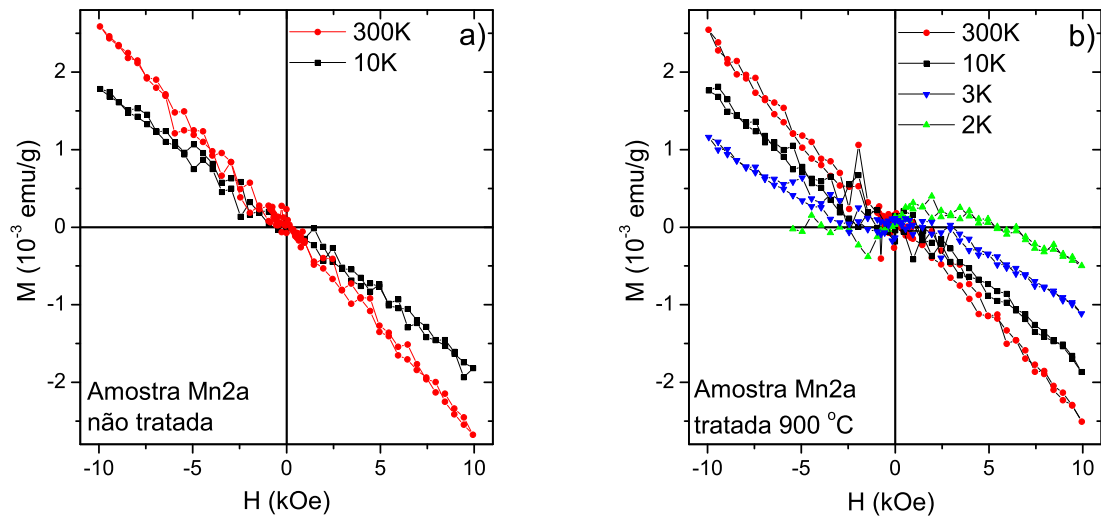 a)
300K
10K
2
1
0
-1
-2
M (10⁻³ emu/g)
Amostra Mn2a
não tratada
-10 -5 0 5 10
H (kOe)
b)
300K
10K
3K
2K
2
1
0
-1
-2
M (10⁻³ emu/g)
Amostra Mn2a
tratada 900 °C
-10 -5 0 5 10
H (kOe)